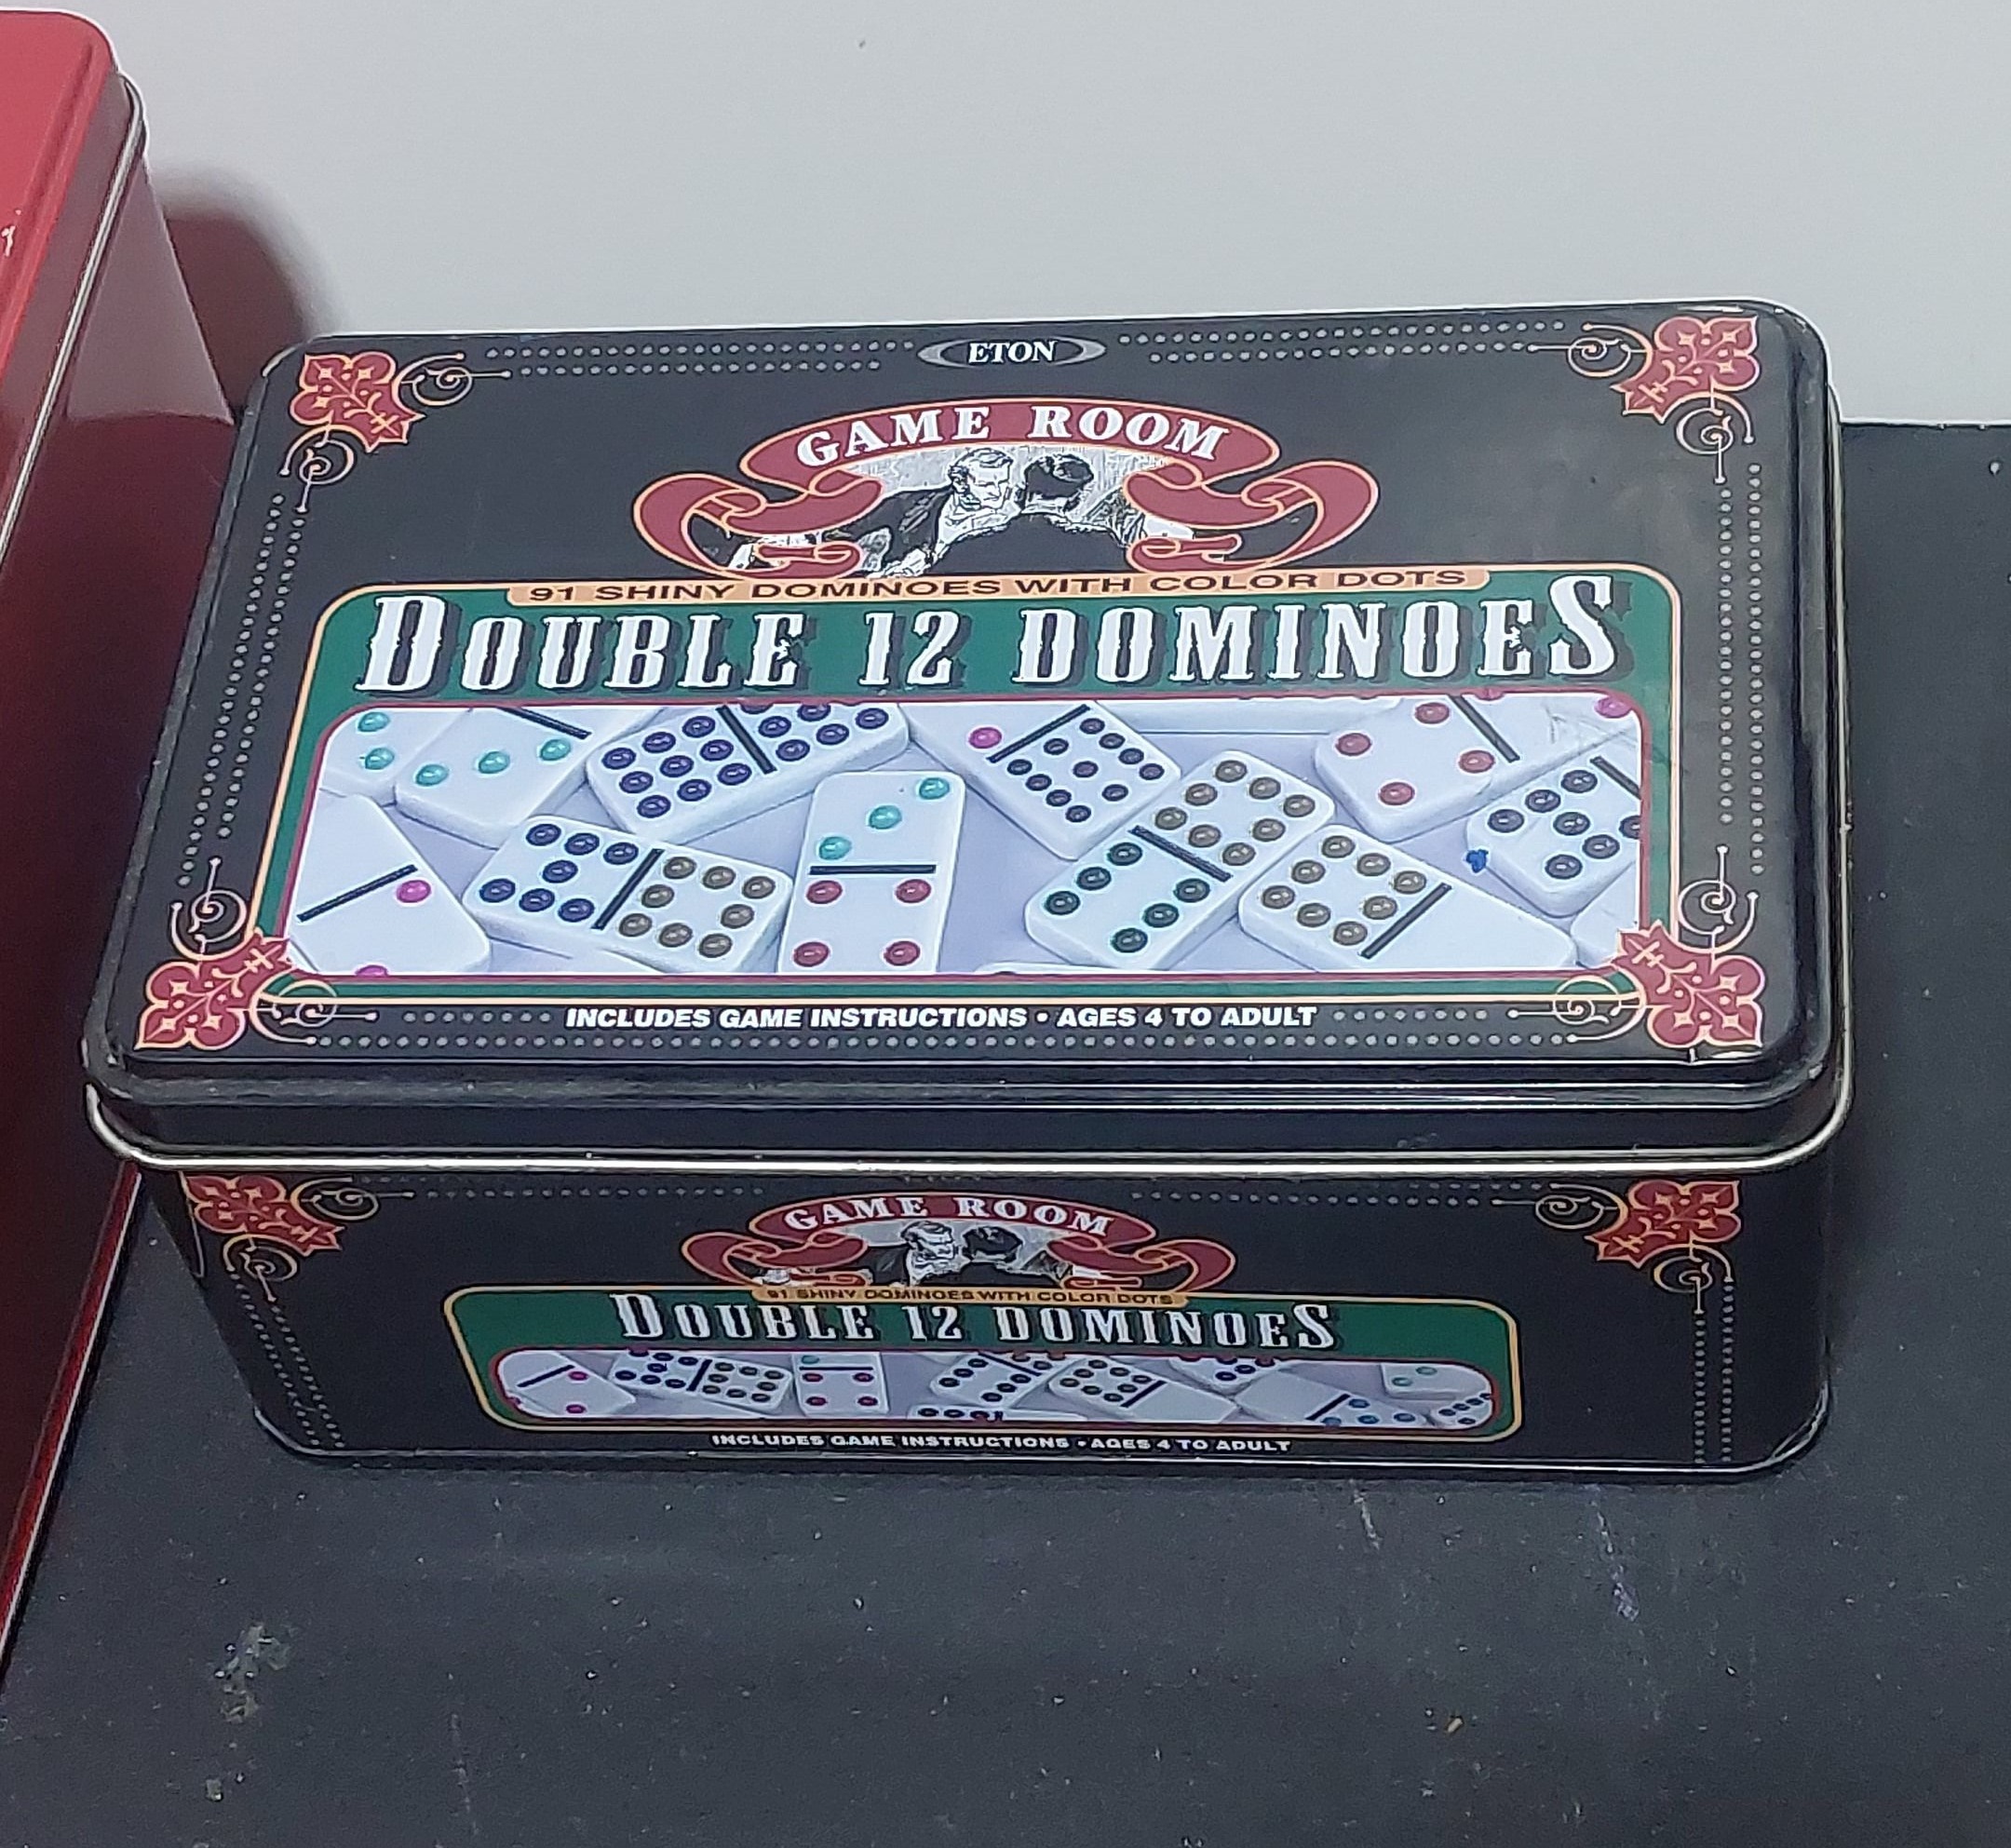 ETON
GAME ROOM
91 SHINY DOMINOES WITH COLOR DOTS
DOUBLE 12 DOMINOES
INCLUDES GAME INSTRUCTIONS • AGES 4 TO ADULT
GAME ROOM
91 SHINY DOMINOES WITH COLOR DOTS
DOUBLE 12 DOMINOES
INCLUDES GAME INSTRUCTIONS • AGES 4 TO ADULT